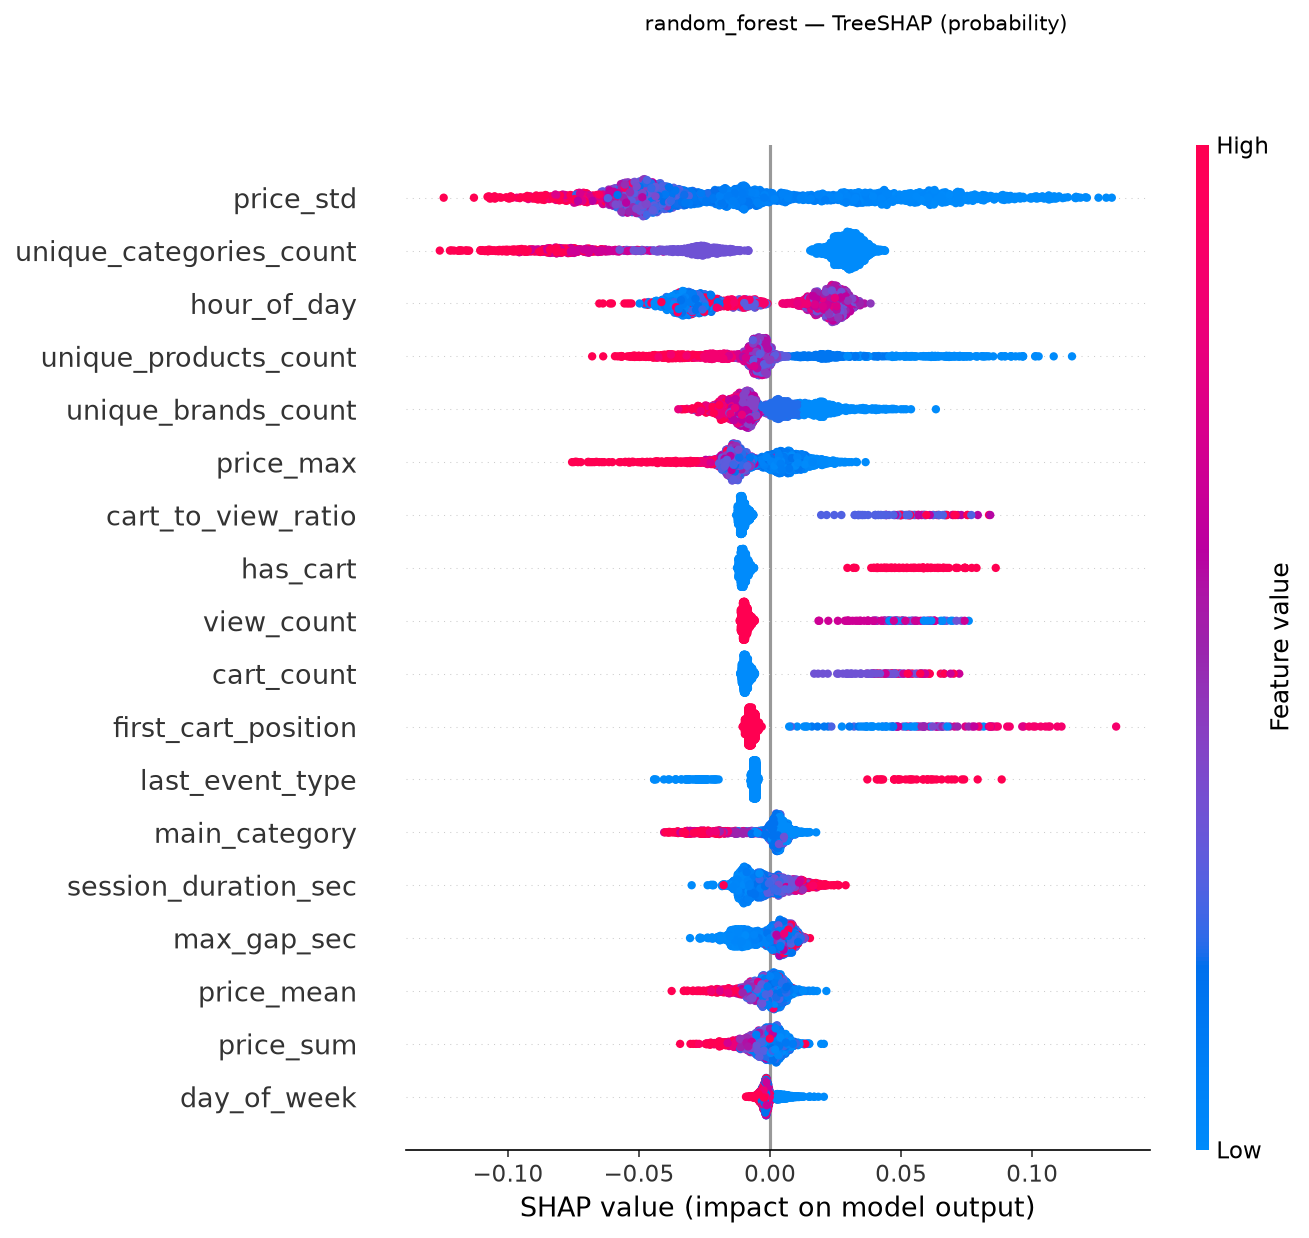 random_forest — TreeSHAP (probability)
High
price_std
unique_categories_count
hour_of_day
unique_products_count
unique_brands_count
price_max
cart_to_view_ratio
has_cart
view_count
cart_count
first_cart_position
last_event_type
main_category
session_duration_sec
max_gap_sec
price_mean
price_sum
day_of_week
Feature value
Low
−0.10 −0.05 0.00 0.05 0.10
SHAP value (impact on model output)